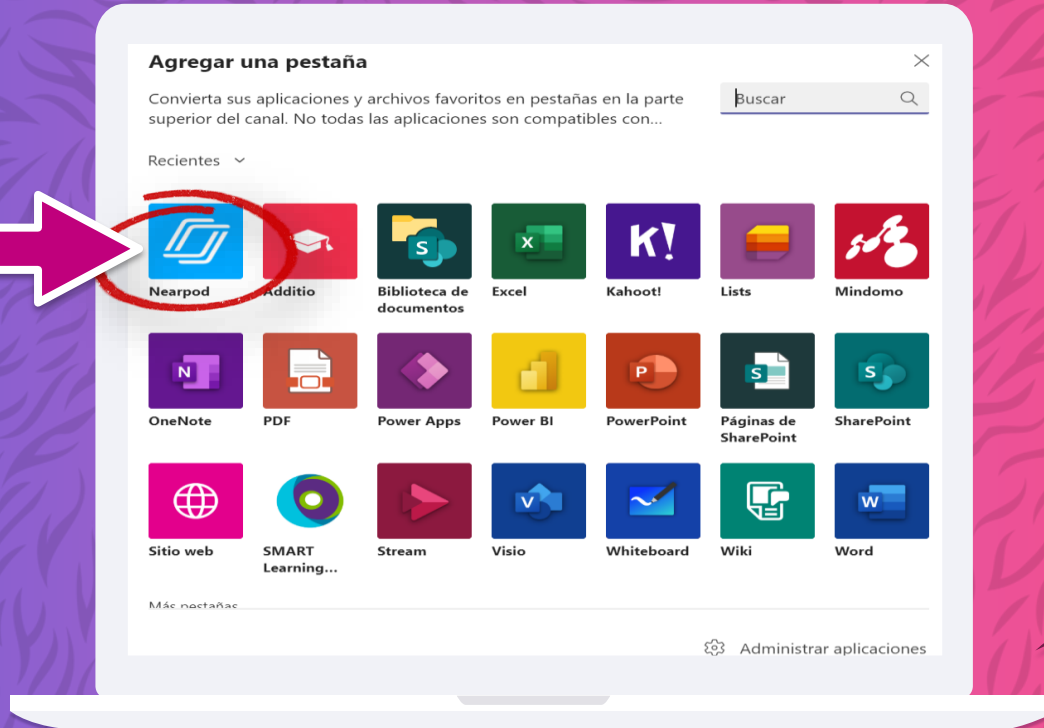 Agregar una pestaña
Convierta sus aplicaciones y archivos favoritos en pestañas en la parte
superior del canal. No todas las aplicaciones son compatibles con...
Buscar
Recientes
Nearpod
Additio
Biblioteca de
documentos
Excel
K!
Kahoot!
Lists
Mindomo
OneNote
PDF
Power Apps
Power BI
PowerPoint
Páginas de
SharePoint
SharePoint
Sitio web
SMART
Learning...
Stream
Visio
Whiteboard
Wiki
Word
Más pestañas
Administrar aplicaciones